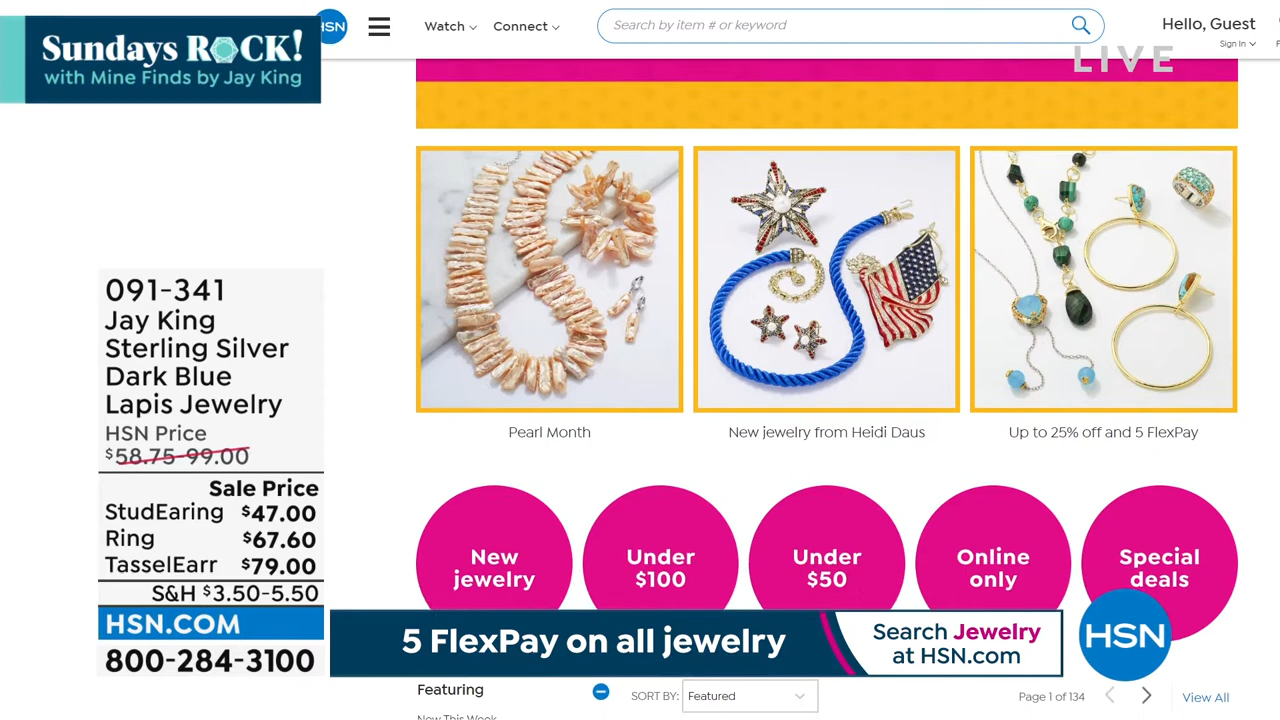 Sundays ROCK!
with Mine Finds by Jay King
HSN
Watch
Connect
Search by item # or keyword
Hello, Guest
Sign In
LIVE
091-341
Jay King
Sterling Silver
Dark Blue
Lapis Jewelry
HSN Price
$58.75-99.00
Sale Price
StudEaring $47.00
Ring $67.60
TasselEarr $79.00
S&H $3.50-5.50
HSN.COM
800-284-3100
Pearl Month
New jewelry from Heidi Daus
Up to 25% off and 5 FlexPay
New
jewelry
Under
$100
Under
$50
Online
only
Special
deals
5 FlexPay on all jewelry
Search Jewelry
at HSN.com
HSN
Featuring
SORT BY: Featured
Page 1 of 134
View All
New This Week